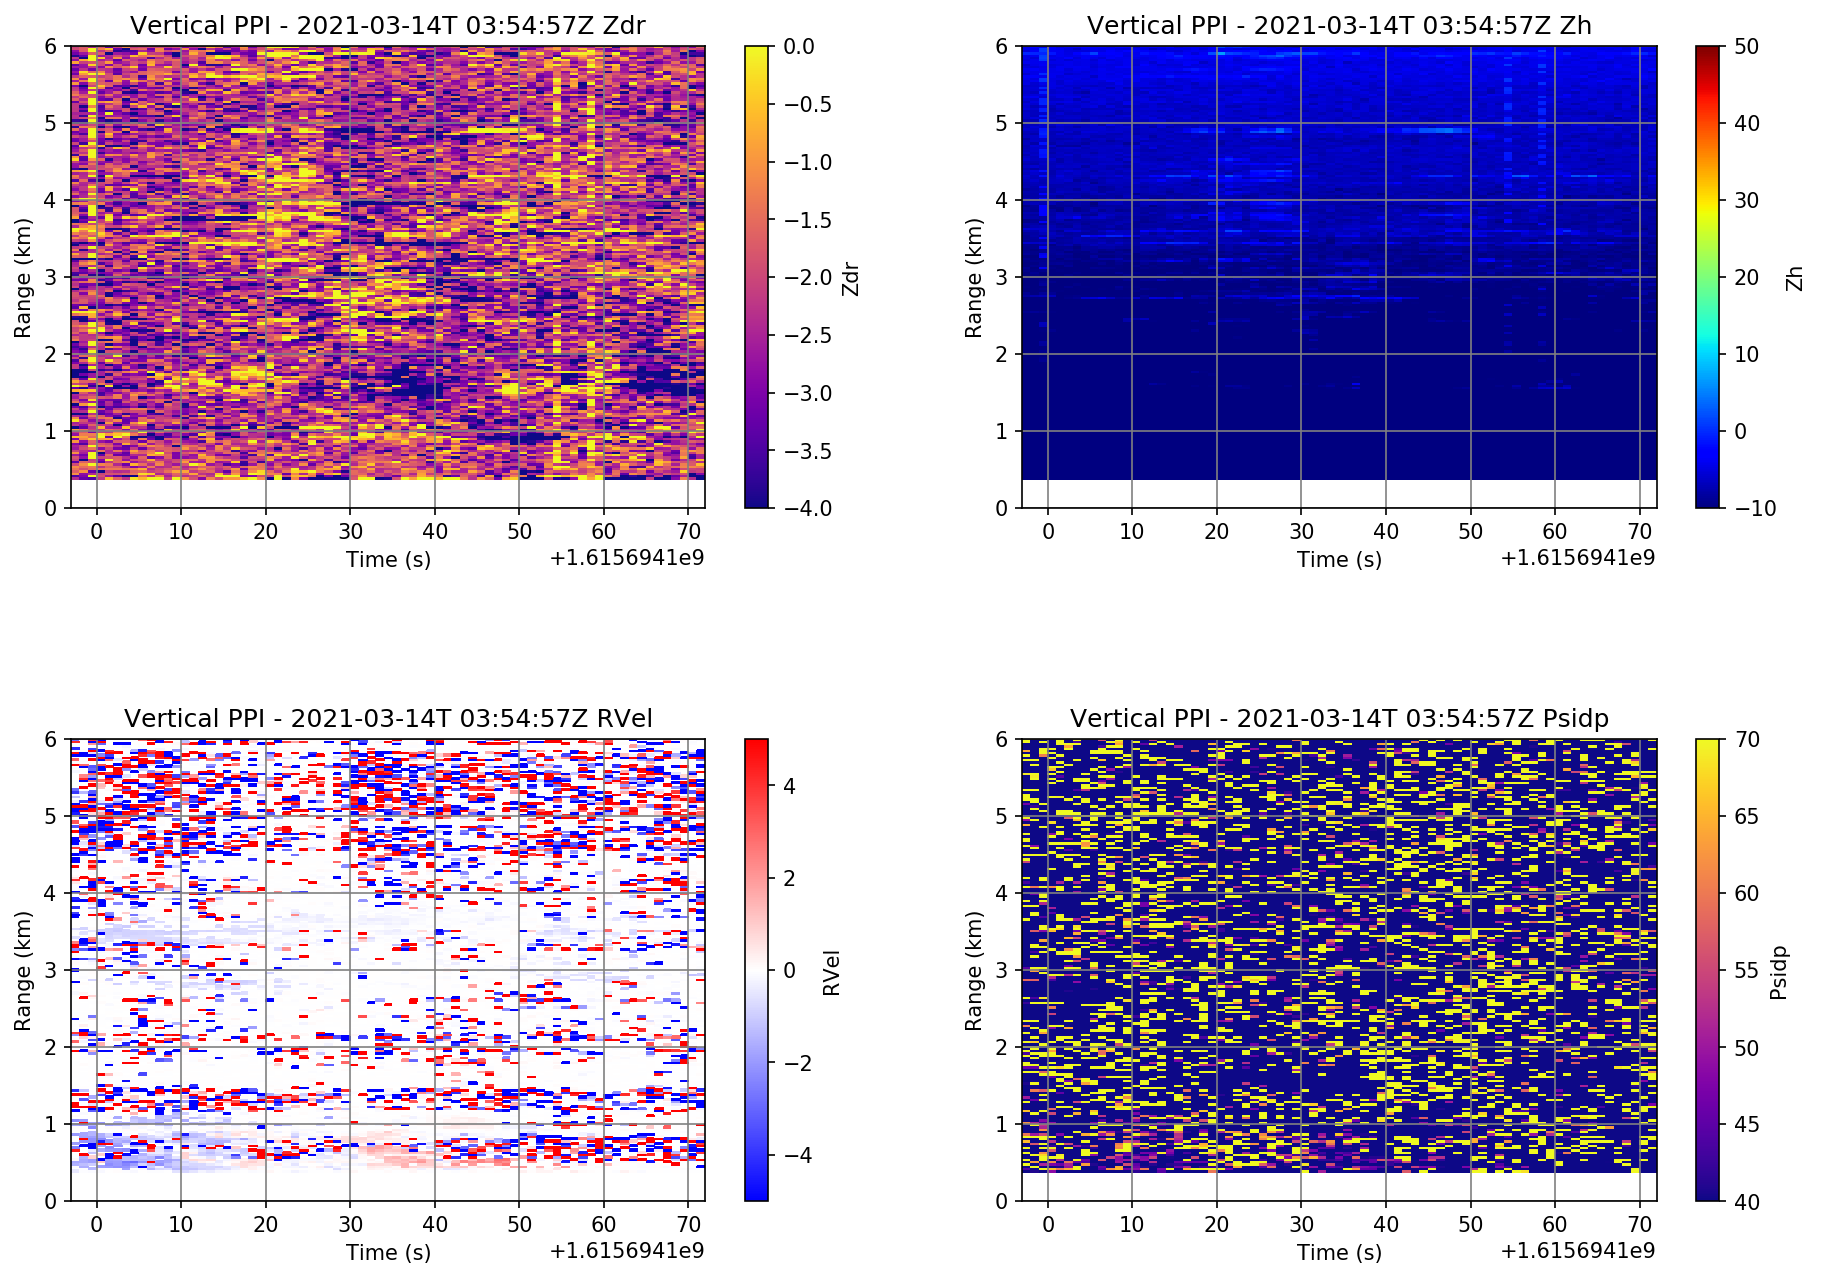 Vertical PPI - 2021-03-14T 03:54:57Z Zdr
6
5
4
3
2
1
0
Range (km)
0 10 20 30 40 50 60 70
Time (s)
+1.6156941e9
0.0
−0.5
−1.0
−1.5
−2.0
−2.5
−3.0
−3.5
−4.0
Zdr
Vertical PPI - 2021-03-14T 03:54:57Z Zh
6
5
4
3
2
1
0
Range (km)
0 10 20 30 40 50 60 70
Time (s)
+1.6156941e9
50
40
30
20
10
0
−10
Zh
Vertical PPI - 2021-03-14T 03:54:57Z RVel
6
5
4
3
2
1
0
Range (km)
0 10 20 30 40 50 60 70
Time (s)
+1.6156941e9
4
2
0
−2
−4
RVel
Vertical PPI - 2021-03-14T 03:54:57Z Psidp
6
5
4
3
2
1
0
Range (km)
0 10 20 30 40 50 60 70
Time (s)
+1.6156941e9
70
65
60
55
50
45
40
Psidp